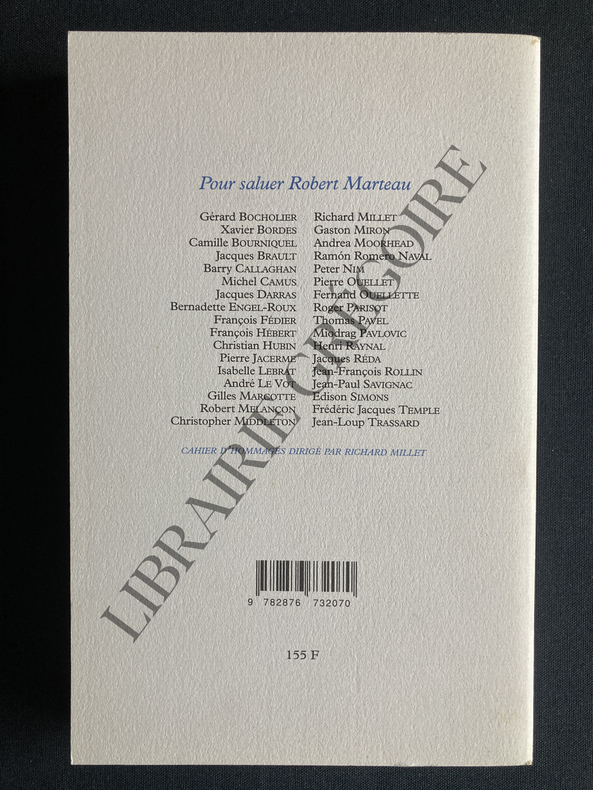 Pour saluer Robert Marteau
Gérard BOCHOLIER
Xavier BORDES
Camille BOURNIQUEL
Jacques BRAULT
Barry CALLAGHAN
Michel CAMUS
Jacques DARRAS
Bernadette ENGEL-ROUX
François FÉDIER
François HÉBERT
Christian HUBIN
Pierre JACERME
Isabelle LEBRAT
André LE VOT
Gilles MARCOTTE
Robert MELANÇON
Christopher MIDDLETON
Richard MILLET
Gaston MIRON
Andrea MOORHEAD
Ramón Romero NAVAL
Peter NIM
Pierre OUELLET
Fernand OUELLETTE
Roger PARISOT
Thomas PAVEL
Miodrag PAVLOVIC
Henri RAYNAL
Jacques RÉDA
Jean-François ROLLIN
Jean-Paul SAVIGNAC
Edison SIMONS
Frédéric Jacques TEMPLE
Jean-Loup TRASSARD
CAHIER D'HOMMAGES DIRIGÉ PAR RICHARD MILLET
9 782876 732070
155 F
LIBRAIRIE GRÉGOIRE